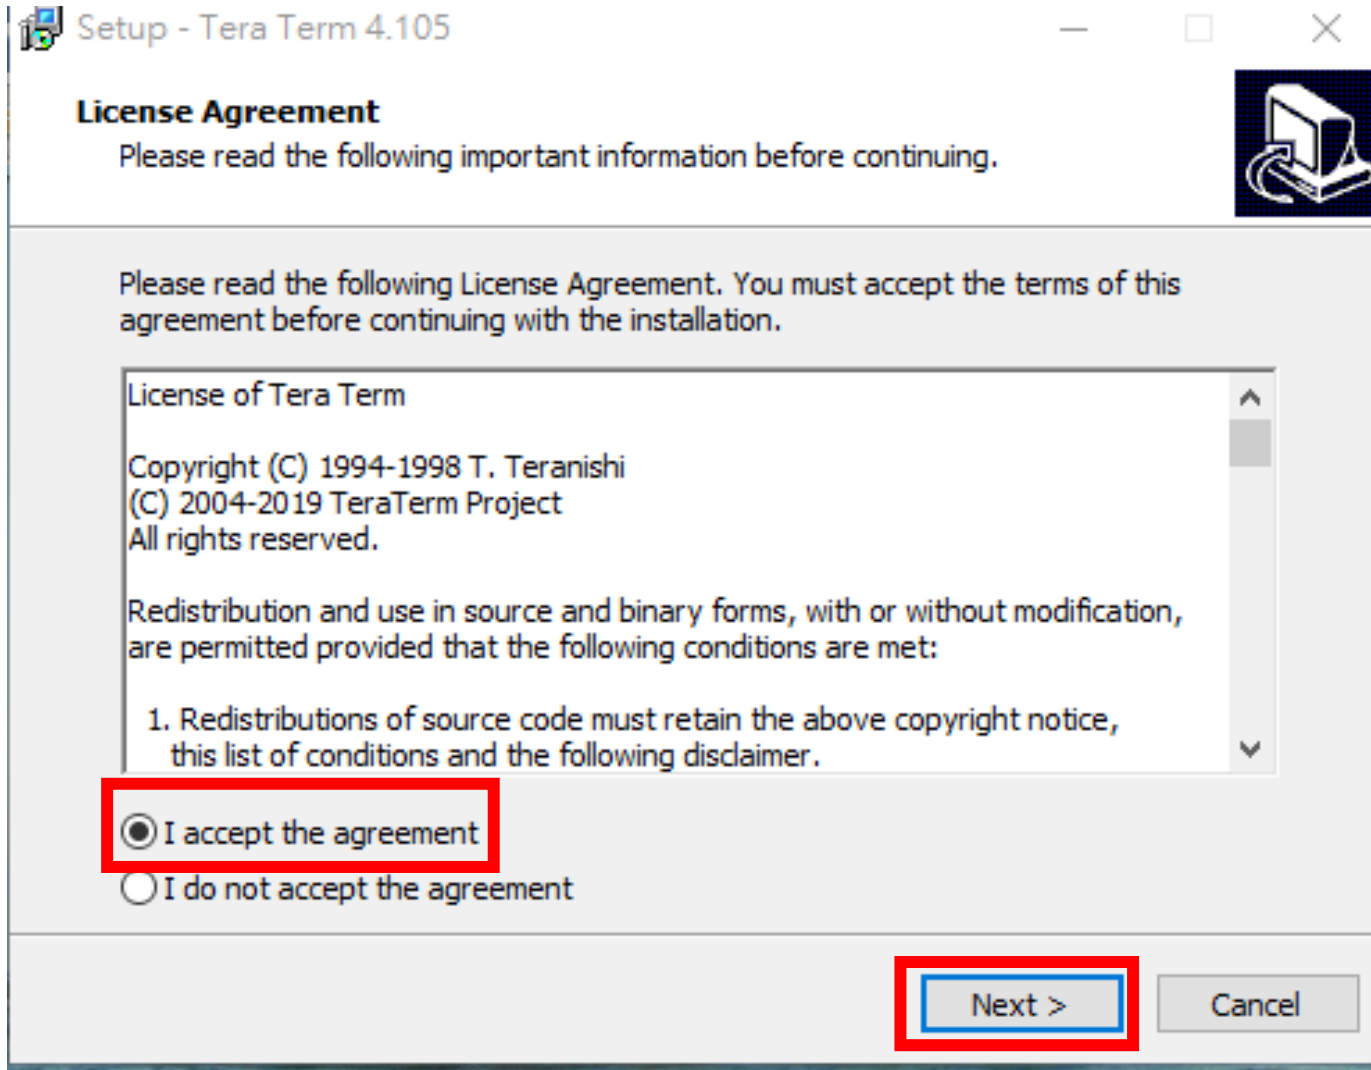 Setup - Tera Term 4.105
License Agreement
Please read the following important information before continuing.
Please read the following License Agreement. You must accept the terms of this
agreement before continuing with the installation.
License of Tera Term
Copyright (C) 1994-1998 T. Teranishi
(C) 2004-2019 TeraTerm Project
All rights reserved.
Redistribution and use in source and binary forms, with or without modification,
are permitted provided that the following conditions are met:
1. Redistributions of source code must retain the above copyright notice,
this list of conditions and the following disclaimer.
I accept the agreement
I do not accept the agreement
Next >
Cancel